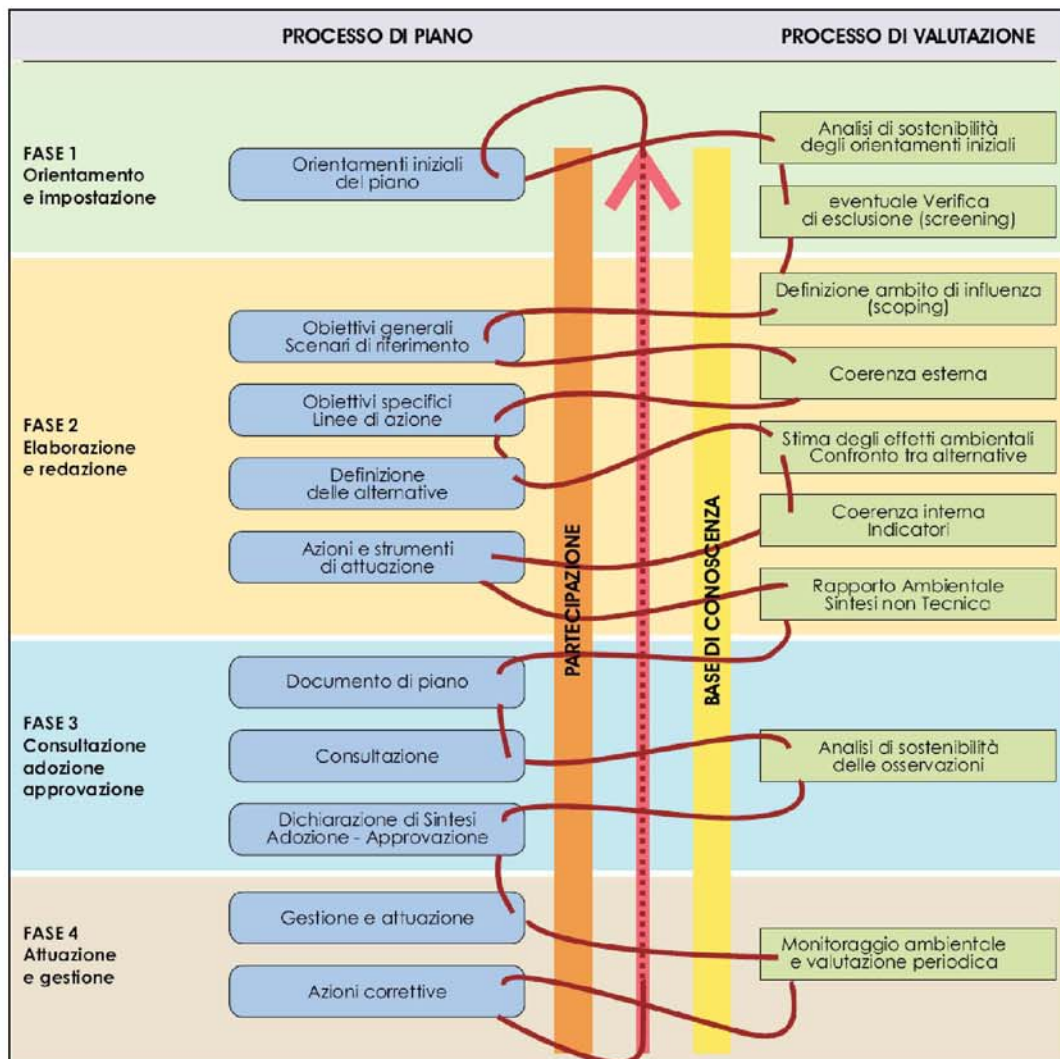 PROCESSO DI PIANO
PROCESSO DI VALUTAZIONE
FASE 1
Orientamento
e impostazione
Orientamenti iniziali
del piano
Analisi di sostenibilità
degli orientamenti iniziali
eventuale Verifica
di esclusione (screening)
FASE 2
Elaborazione
e redazione
Obiettivi generali
Scenari di riferimento
Obiettivi specifici
Linee di azione
Definizione
delle alternative
Azioni e strumenti
di attuazione
Definizione ambito di influenza
(scoping)
Coerenza esterna
Stima degli effetti ambientali
Confronto tra alternative
Coerenza interna
Indicatori
Rapporto Ambientale
Sintesi non Tecnica
PARTECIPAZIONE
BASE DI CONOSCENZA
FASE 3
Consultazione
adozione
approvazione
Documento di piano
Consultazione
Dichiarazione di Sintesi
Adozione - Approvazione
Analisi di sostenibilità
delle osservazioni
FASE 4
Attuazione
e gestione
Gestione e attuazione
Azioni correttive
Monitoraggio ambientale
e valutazione periodica